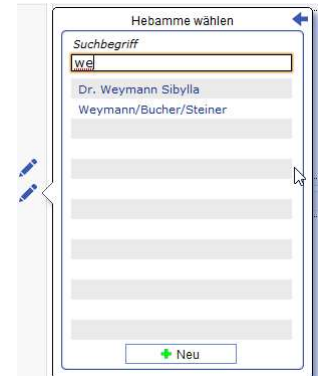 Hebamme wählen
Suchbegriff
we
Dr. Weymann Sibylla
Weymann/Bucher/Steiner
Neu